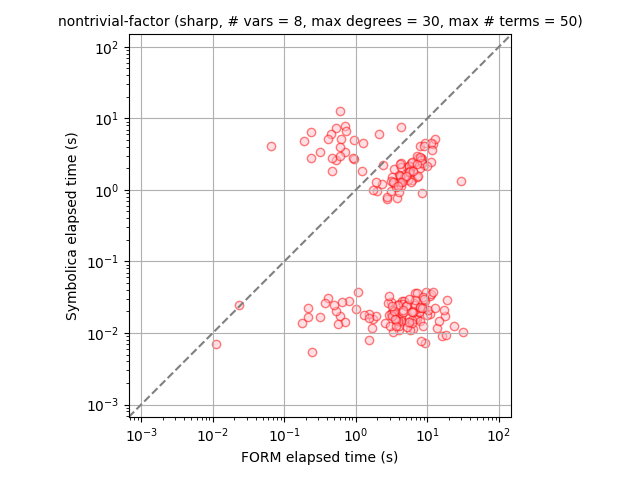 nontrivial-factor (sharp, # vars = 8, max degrees = 30, max # terms = 50)
Symbolica elapsed time (s)
10²
10¹
10⁰
10⁻¹
10⁻²
10⁻³
10⁻³ 10⁻² 10⁻¹ 10⁰ 10¹ 10²
FORM elapsed time (s)